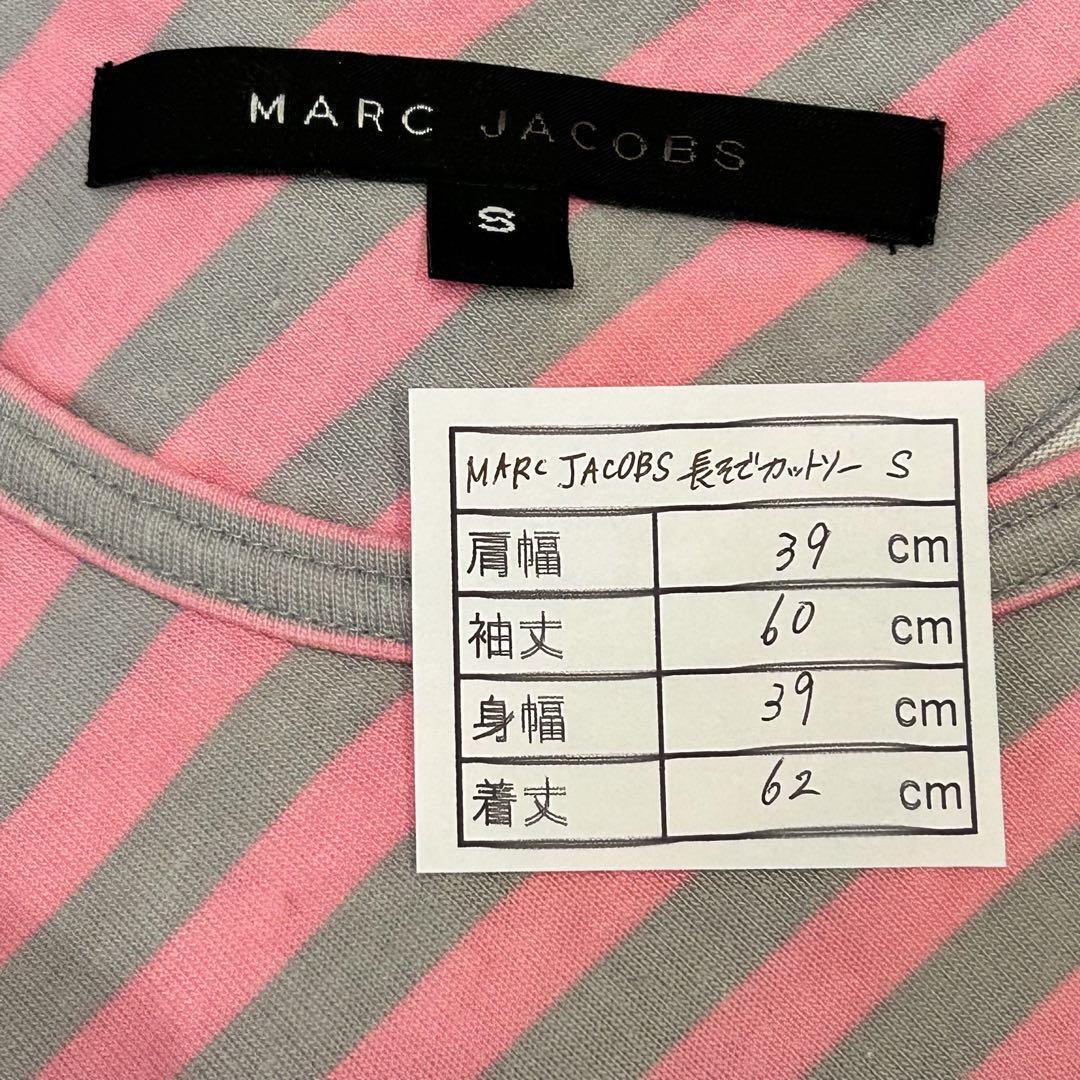 MARC JACOBS
S
MARC JACOBS 長そでカットソー S
肩幅 39 cm
袖丈 60 cm
身幅 39 cm
着丈 62 cm